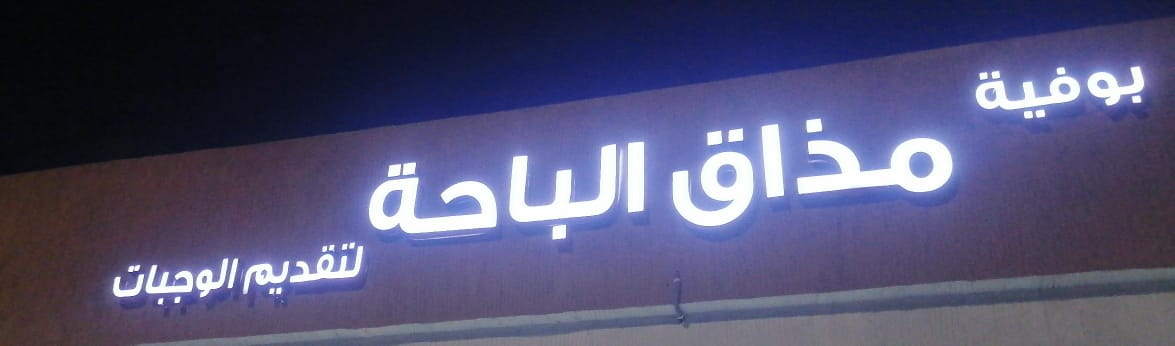 بوفية
مذاق الباحة
لتقديم الوجبات